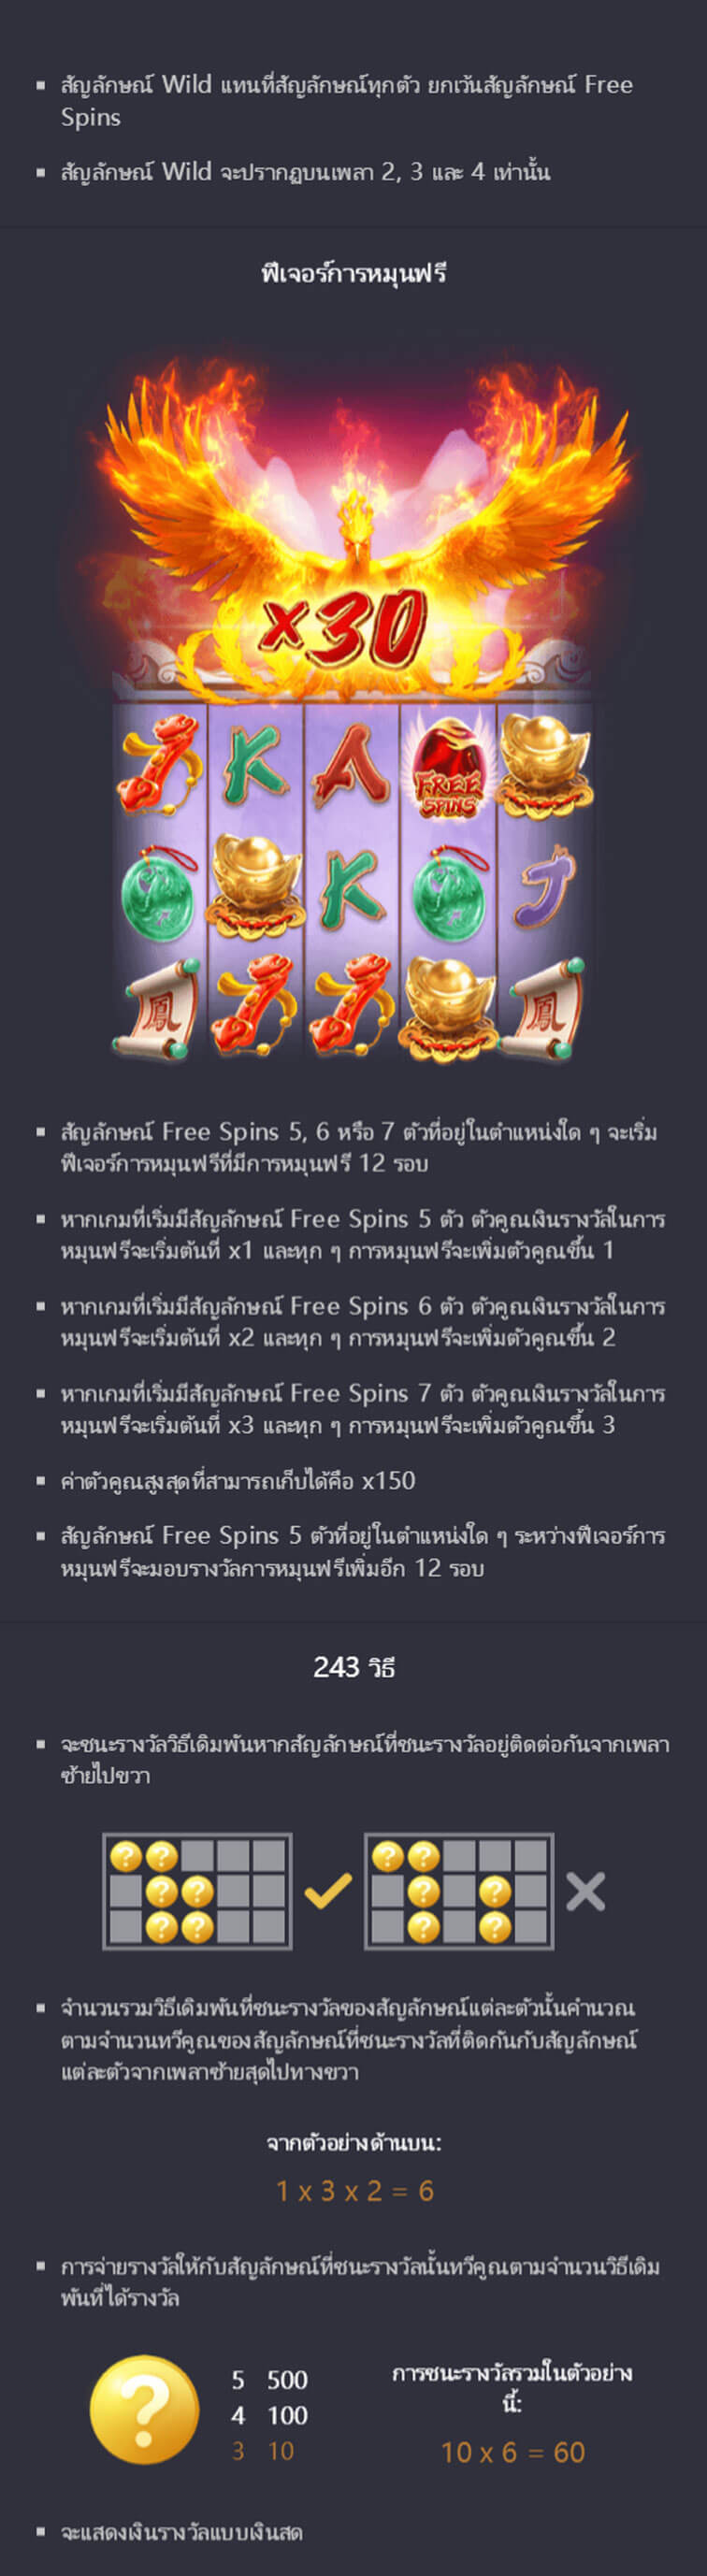 สัญลักษณ์ Wild แทนที่สัญลักษณ์ทุกตัว ยกเว้นสัญลักษณ์ Free
Spins
สัญลักษณ์ Wild จะปรากฏบนเพลา 2, 3 และ 4 เท่านั้น
ฟีเจอร์การหมุนฟรี
x30
K
A
FREE
SPINS
K
J
鳳
鳳
สัญลักษณ์ Free Spins 5, 6 หรือ 7 ตัวที่อยู่ในตำแหน่งใด ๆ จะเริ่ม
ฟีเจอร์การหมุนฟรีที่มีการหมุนฟรี 12 รอบ
หากเกมที่เริ่มมีสัญลักษณ์ Free Spins 5 ตัว ตัวคูณเงินรางวัลในการ
หมุนฟรีจะเริ่มต้นที่ x1 และทุก ๆ การหมุนฟรีจะเพิ่มตัวคูณขึ้น 1
หากเกมที่เริ่มมีสัญลักษณ์ Free Spins 6 ตัว ตัวคูณเงินรางวัลในการ
หมุนฟรีจะเริ่มต้นที่ x2 และทุก ๆ การหมุนฟรีจะเพิ่มตัวคูณขึ้น 2
หากเกมที่เริ่มมีสัญลักษณ์ Free Spins 7 ตัว ตัวคูณเงินรางวัลในการ
หมุนฟรีจะเริ่มต้นที่ x3 และทุก ๆ การหมุนฟรีจะเพิ่มตัวคูณขึ้น 3
ค่าตัวคูณสูงสุดที่สามารถเก็บได้คือ x150
สัญลักษณ์ Free Spins 5 ตัวที่อยู่ในตำแหน่งใด ๆ ระหว่างฟีเจอร์การ
หมุนฟรีจะมอบรางวัลการหมุนฟรีเพิ่มอีก 12 รอบ
243 วิธี
จะชนะรางวัลวิธีเดิมพันหากสัญลักษณ์ที่ชนะรางวัลอยู่ติดต่อกันจากเพลา
ซ้ายไปขวา
? ? ? ?
? ? ? ?
? ? ? ?
จำนวนรวมวิธีเดิมพันที่ชนะรางวัลของสัญลักษณ์แต่ละตัวนั้นคำนวณ
ตามจำนวนทวีคูณของสัญลักษณ์ที่ชนะรางวัลที่ติดกันกับสัญลักษณ์
แต่ละตัวจากเพลาซ้ายสุดไปทางขวา
จากตัวอย่างด้านบน:
1 x 3 x 2 = 6
การจ่ายรางวัลให้กับสัญลักษณ์ที่ชนะรางวัลนั้นทวีคูณตามจำนวนวิธีเดิม
พันที่ได้รางวัล
?
5 500
4 100
3 10
การชนะรางวัลรวมในตัวอย่าง
นี้:
10 x 6 = 60
จะแสดงเงินรางวัลแบบเงินสด